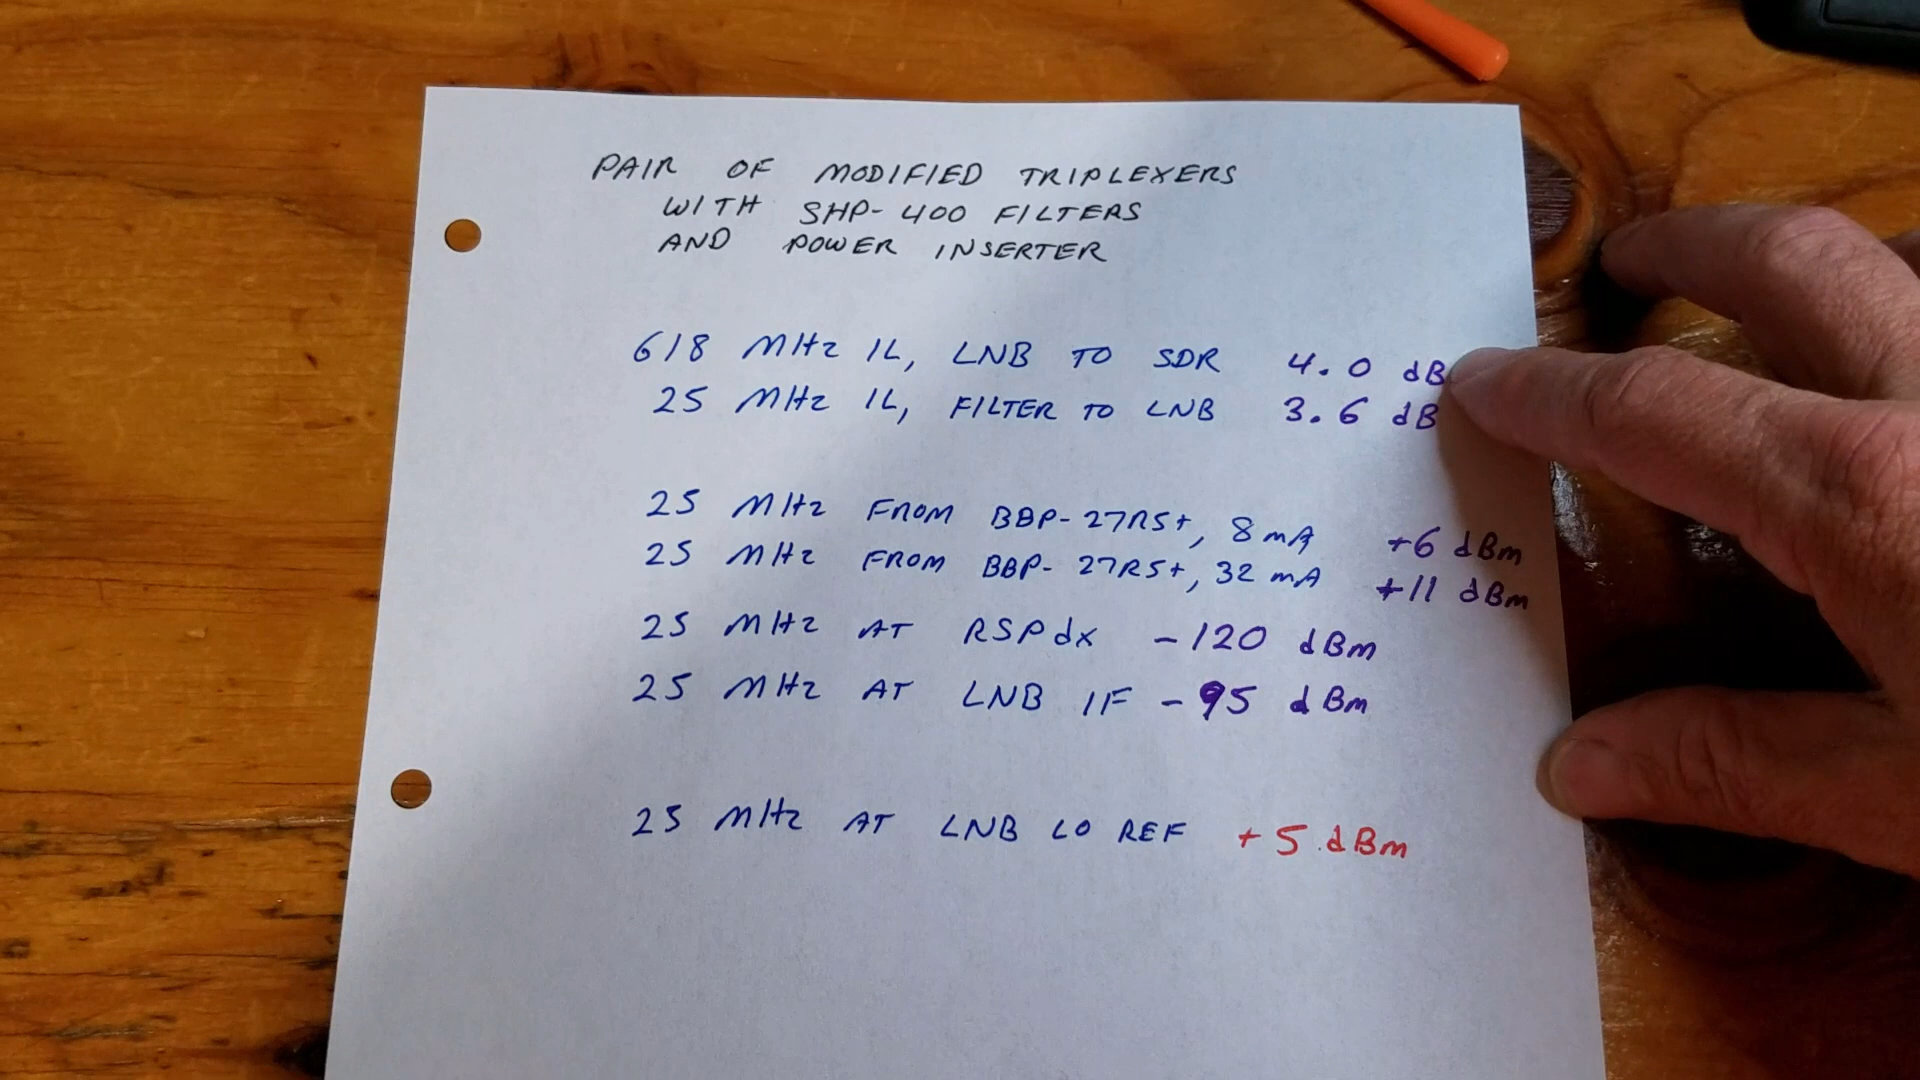 PAIR OF MODIFIED TRIPLEXERS
WITH SHP-400 FILTERS
AND POWER INSERTER
618 MHz IL, LNB TO SDR 4.0 dB
25 MHz IL, FILTER TO LNB 3.6 dB
25 MHz FROM BBP-27RS+, 8 mA +6 dBm
25 MHz FROM BBP-27RS+, 32 mA +11 dBm
25 MHz AT RSPdx -120 dBm
25 MHz AT LNB IF -95 dBm
25 MHz AT LNB LO REF +5 dBm